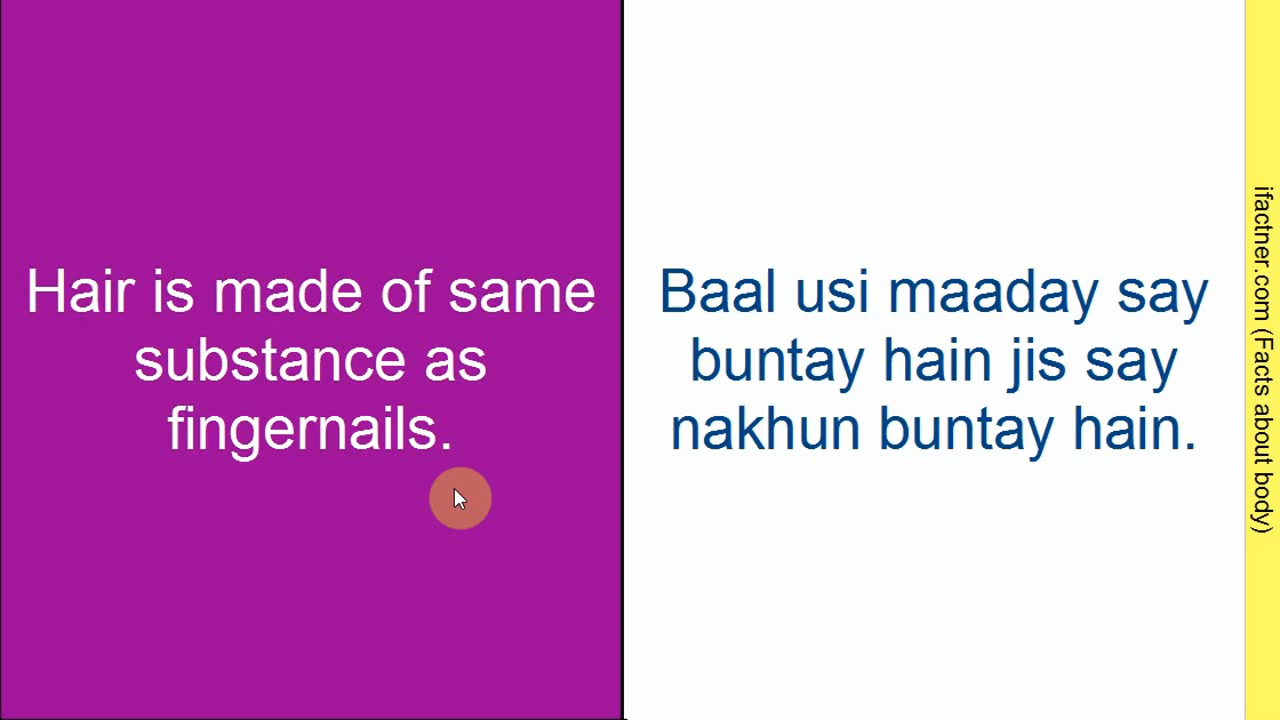 Hair is made of same
substance as
fingernails.
Baal usi maaday say
buntay hain jis say
nakhun buntay hain.
ifactner.com (Facts about body)